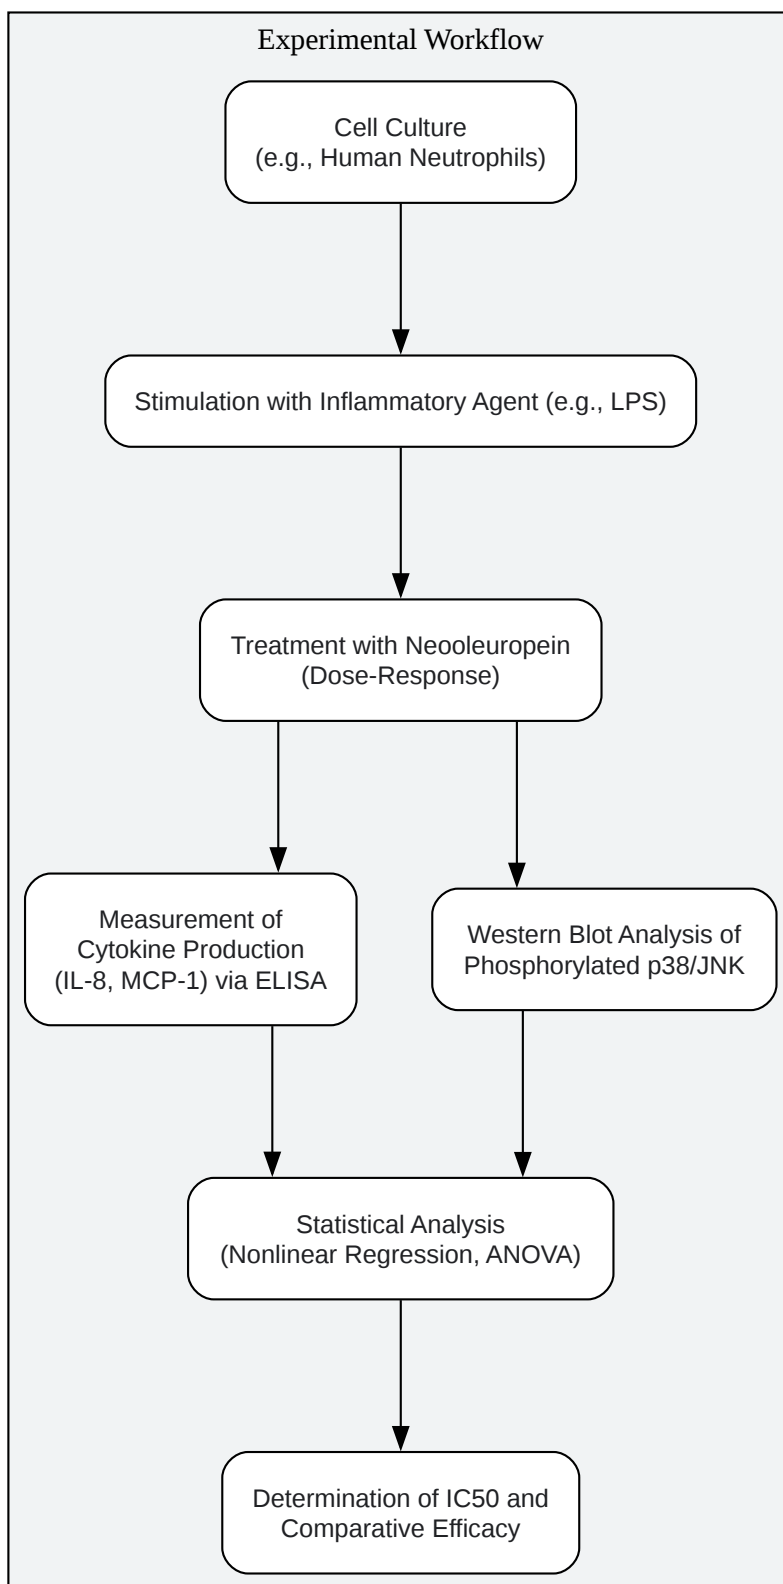 Experimental Workflow
Cell Culture
(e.g., Human Neutrophils)
Stimulation with Inflammatory Agent (e.g., LPS)
Treatment with Neooleuropein
(Dose-Response)
Measurement of
Cytokine Production
(IL-8, MCP-1) via ELISA
Western Blot Analysis of
Phosphorylated p38/JNK
Statistical Analysis
(Nonlinear Regression, ANOVA)
Determination of IC50 and
Comparative Efficacy